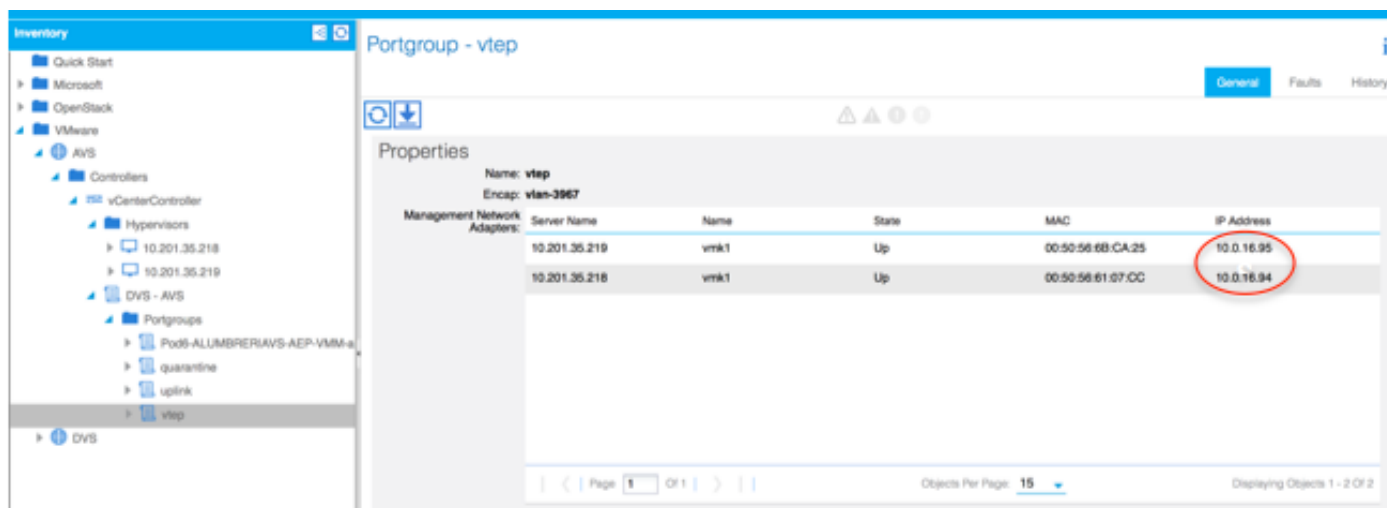 Inventory
Quick Start
Microsoft
OpenStack
VMware
AVS
Controllers
vCenterController
Hypervisors
10.201.35.218
10.201.35.219
DVS - AVS
Portgroups
Pod6-ALUMBRERIAVS-AEP-VMM-a
quarantine
uplink
vtep
DVS
Portgroup - vtep
i
General Faults History
Properties
Name: vtep
Encap: vlan-3967
Management Network Adapters:
Server Name Name State MAC IP Address
10.201.35.219 vmk1 Up 00:50:56:6B:CA:25 10.0.16.95
10.201.35.218 vmk1 Up 00:50:56:61:07:CC 10.0.16.94
Page 1 Of 1 Objects Per Page: 15 Displaying Objects 1 - 2 Of 2